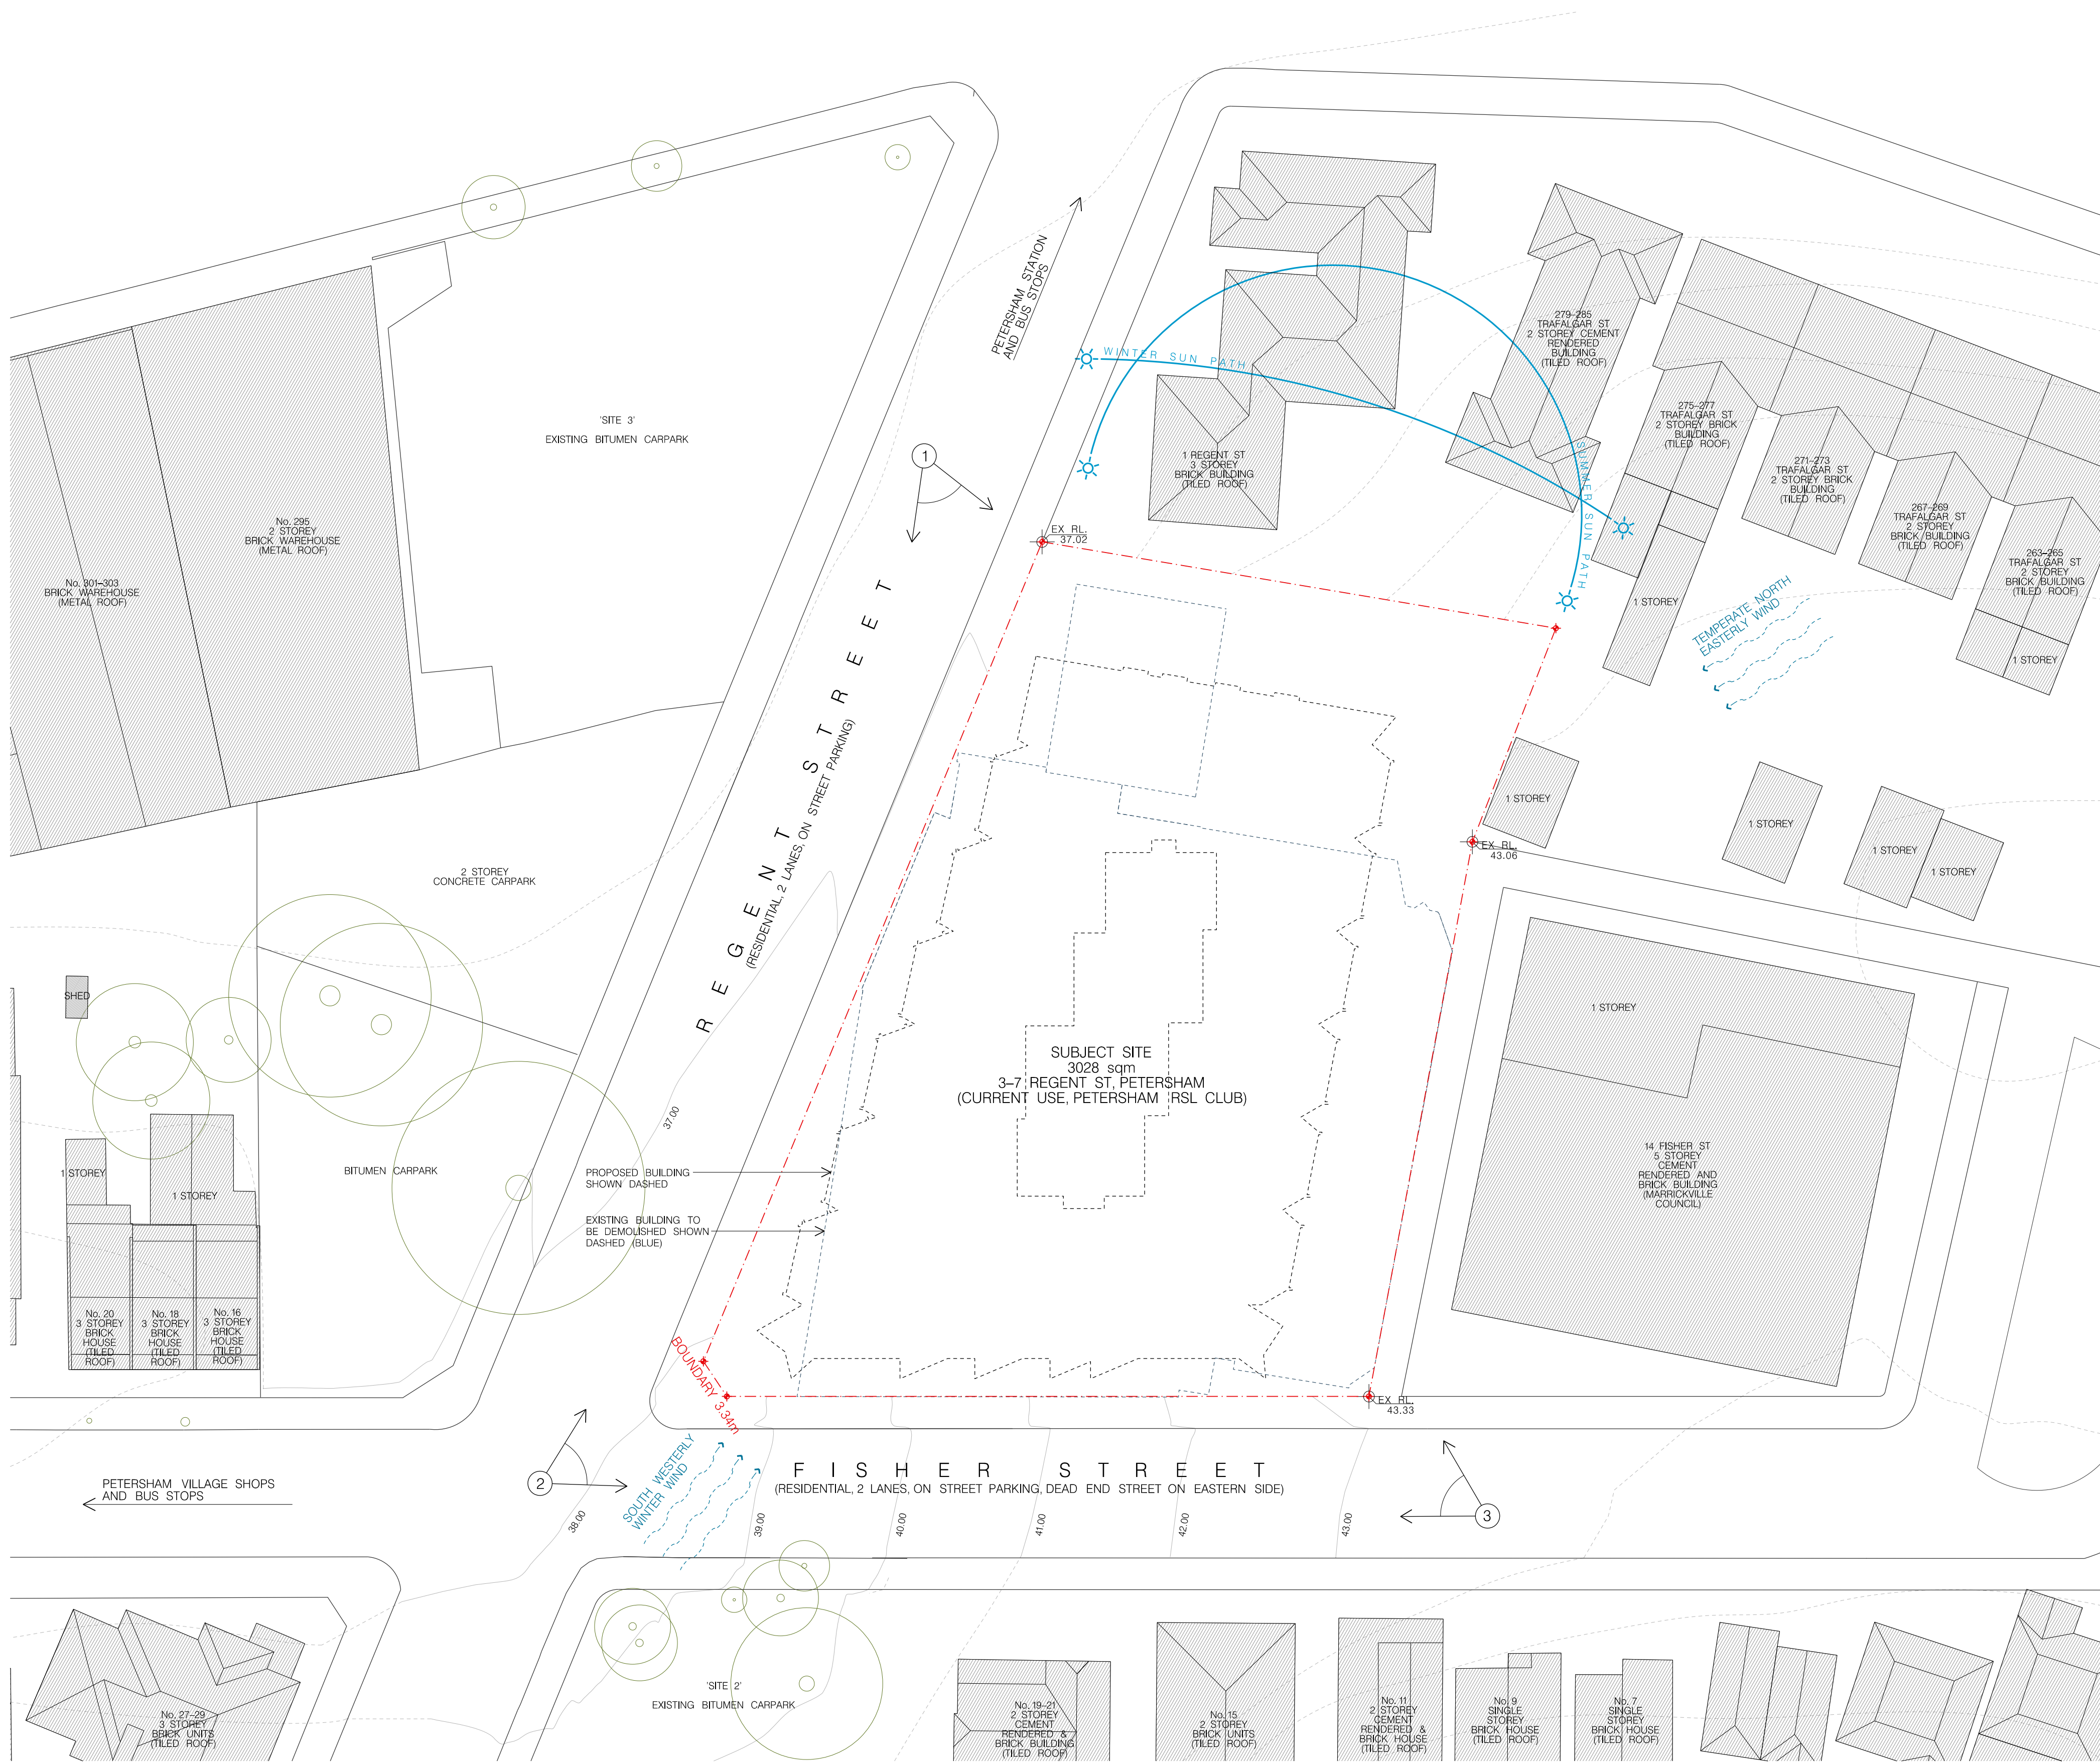 PETERSHAM STATION
AND BUS STOPS
WINTER SUN PATH
SUMMER SUN PATH
279–285
TRAFALGAR ST
2 STOREY CEMENT
RENDERED
BUILDING
(TILED ROOF)
275–277
TRAFALGAR ST
2 STOREY BRICK
BUILDING
(TILED ROOF)
271–273
TRAFALGAR ST
2 STOREY BRICK
BUILDING
(TILED ROOF)
267–269
TRAFALGAR ST
2 STOREY
BRICK BUILDING
(TILED ROOF)
263–265
TRAFALGAR ST
2 STOREY
BRICK BUILDING
(TILED ROOF)
1 STOREY
1 STOREY
'SITE 3'
EXISTING BITUMEN CARPARK
1
1 REGENT ST
3 STOREY
BRICK BUILDING
(TILED ROOF)
No. 295
2 STOREY
BRICK WAREHOUSE
(METAL ROOF)
No. 301–303
BRICK WAREHOUSE
(METAL ROOF)
EX RL.
37.02
TEMPERATE NORTH
EASTERLY WIND
REGENT STREET
(RESIDENTIAL, 2 LANES, ON STREET PARKING)
1 STOREY
1 STOREY
1 STOREY
1 STOREY
EX RL.
43.06
2 STOREY
CONCRETE CARPARK
SHED
1 STOREY
SUBJECT SITE
3028 sqm
3–7 REGENT ST, PETERSHAM
(CURRENT USE, PETERSHAM RSL CLUB)
37.00
14 FISHER ST
5 STOREY
CEMENT
RENDERED AND
BRICK BUILDING
(MARRICKVILLE
COUNCIL)
BITUMEN CARPARK
1 STOREY
1 STOREY
PROPOSED BUILDING
SHOWN DASHED
EXISTING BUILDING TO
BE DEMOLISHED SHOWN
DASHED (BLUE)
No. 20
3 STOREY
BRICK
HOUSE
(TILED
ROOF)
No. 18
3 STOREY
BRICK
HOUSE
(TILED
ROOF)
No. 16
3 STOREY
BRICK
HOUSE
(TILED
ROOF)
BOUNDARY 3.34m
EX RL.
43.33
SOUTH WESTERLY
WINTER WIND
FISHER STREET
(RESIDENTIAL, 2 LANES, ON STREET PARKING, DEAD END STREET ON EASTERN SIDE)
PETERSHAM VILLAGE SHOPS
AND BUS STOPS
2
3
38.00
39.00
40.00
41.00
42.00
43.00
'SITE 2'
EXISTING BITUMEN CARPARK
No. 27–29
3 STOREY
BRICK UNITS
(TILED ROOF)
No. 19–21
2 STOREY
CEMENT
RENDERED &
BRICK BUILDING
(TILED ROOF)
No. 15
2 STOREY
BRICK UNITS
(TILED ROOF)
No. 11
2 STOREY
CEMENT
RENDERED &
BRICK HOUSE
(TILED ROOF)
No. 9
SINGLE
STOREY
BRICK HOUSE
(TILED ROOF)
No. 7
SINGLE
STOREY
BRICK HOUSE
(TILED ROOF)